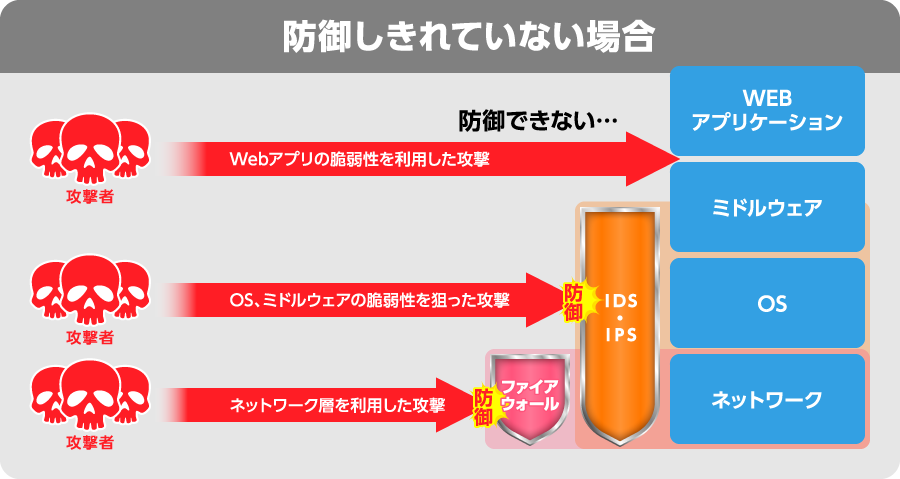 防御しきれていない場合
防御できない…
WEB
アプリケーション
Webアプリの脆弱性を利用した攻撃
攻撃者
ミドルウェア
OS、ミドルウェアの脆弱性を狙った攻撃
防御
IDS
・
IPS
OS
攻撃者
ネットワーク層を利用した攻撃
防御
ファイア
ウォール
ネットワーク
攻撃者